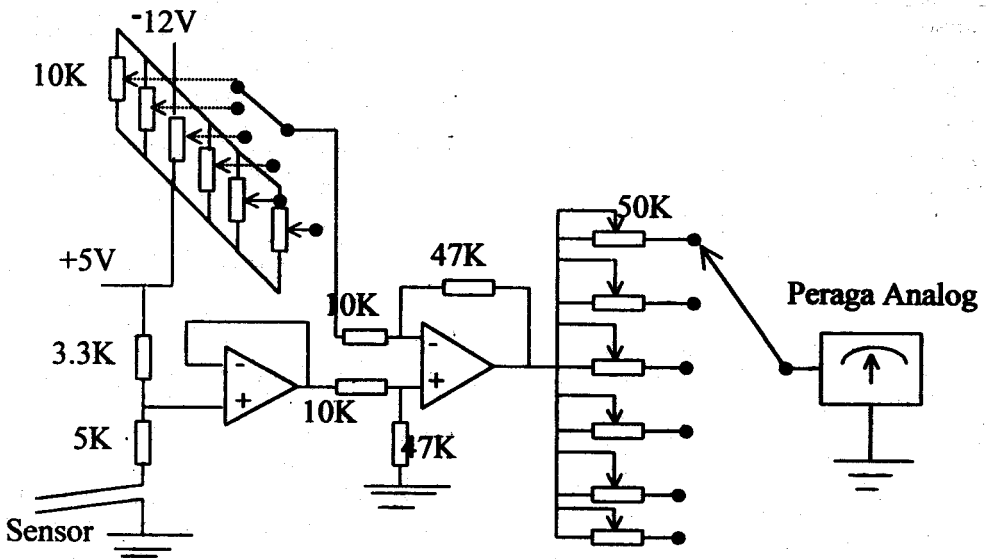 -12V
10K
50K
+5V
47K
Peraga Analog
10K
3.3K
-
+
-
+
10K
5K
47K
Sensor